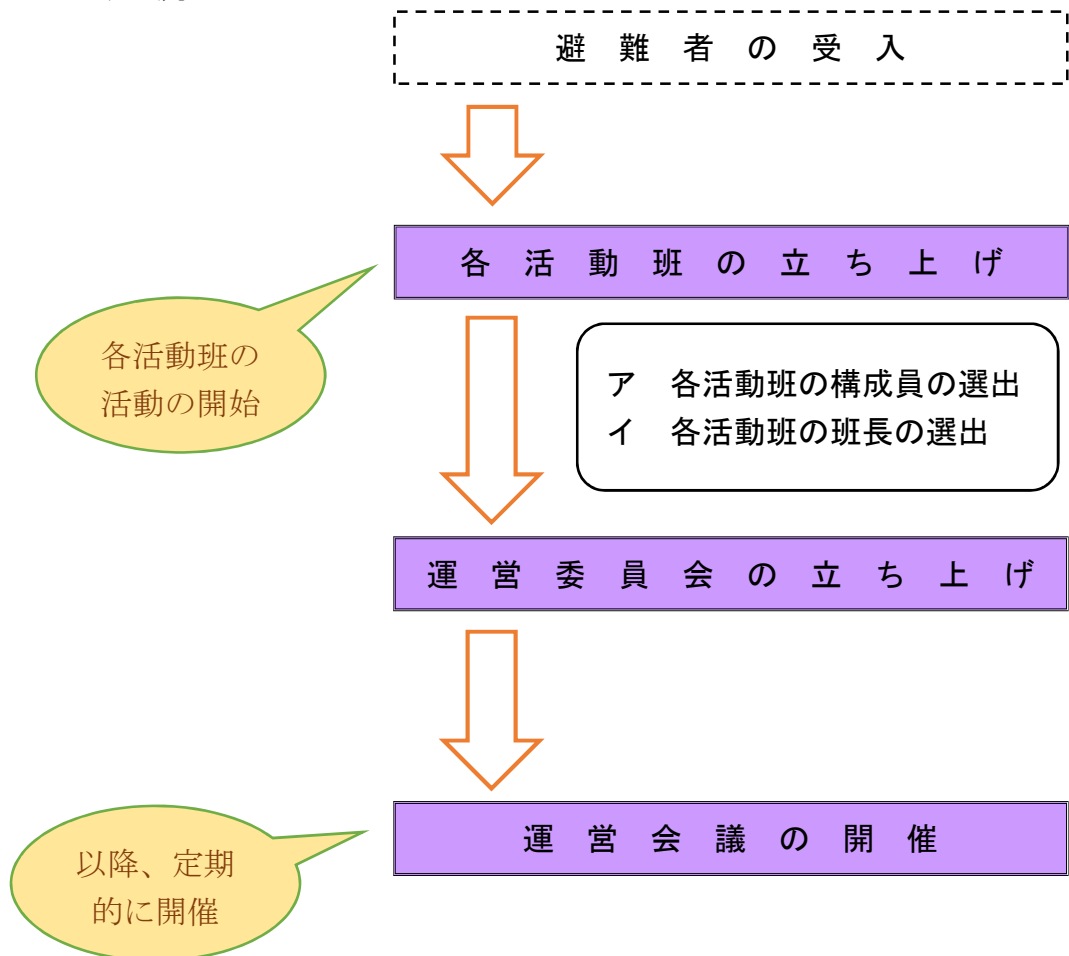 避難者の受入
各活動班の立ち上げ
各活動班の
活動の開始
ア　各活動班の構成員の選出
イ　各活動班の班長の選出
運営委員会の立ち上げ
運営会議の開催
以降、定期
的に開催